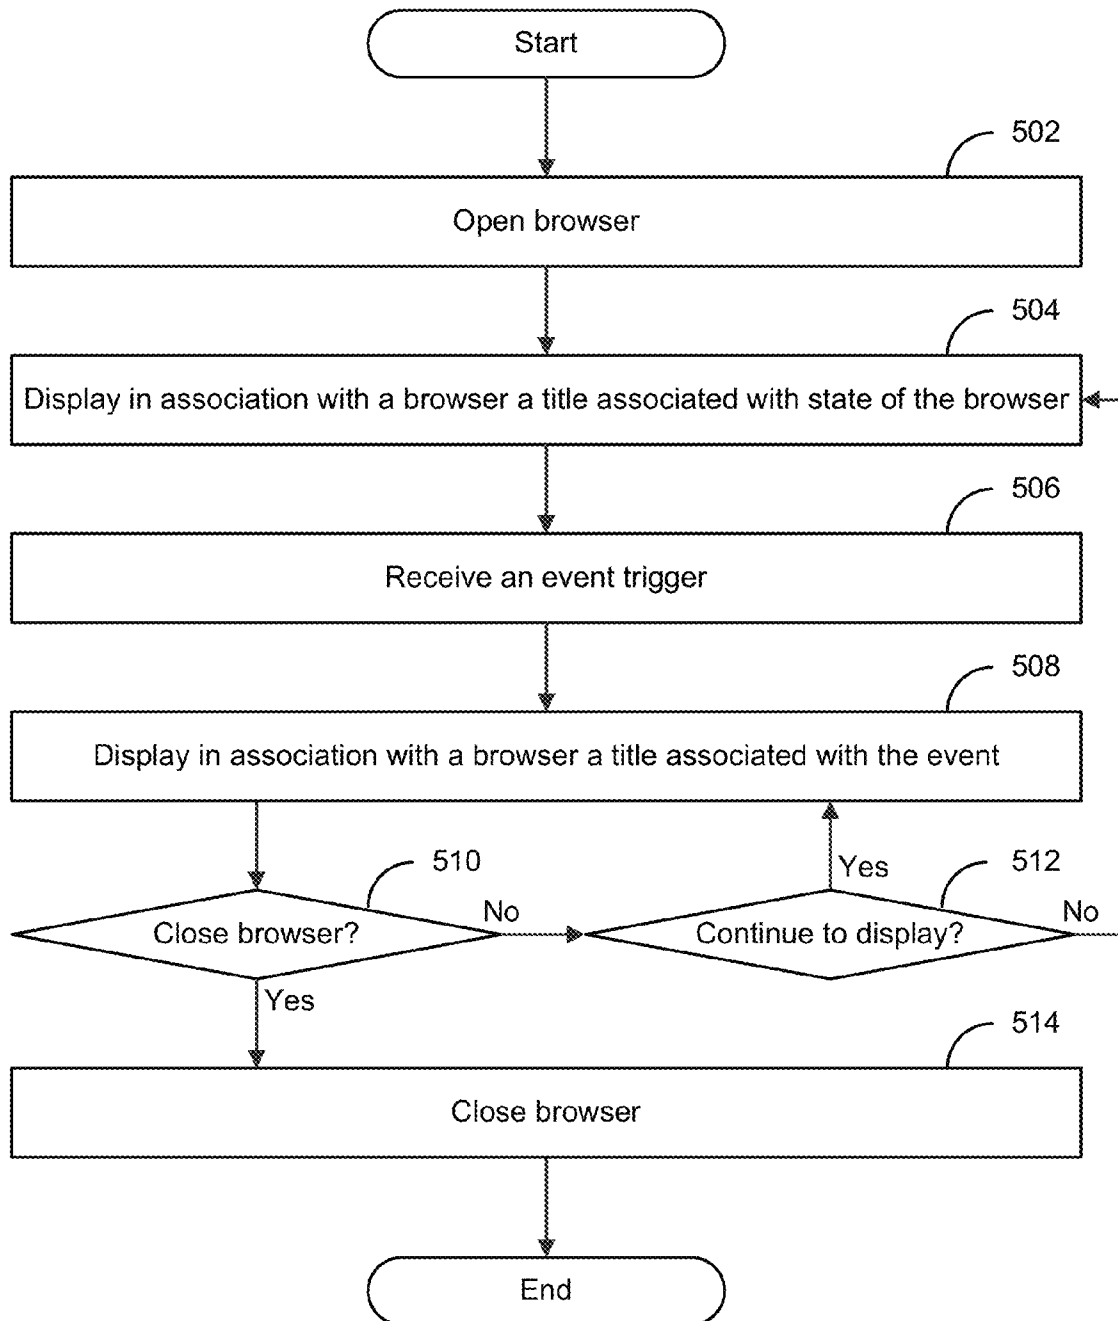 Start
502
Open browser
504
Display in association with a browser a title associated with state of the browser
506
Receive an event trigger
508
Display in association with a browser a title associated with the event
510
Close browser?
No
Yes
512
Continue to display?
No
Yes
514
Close browser
End